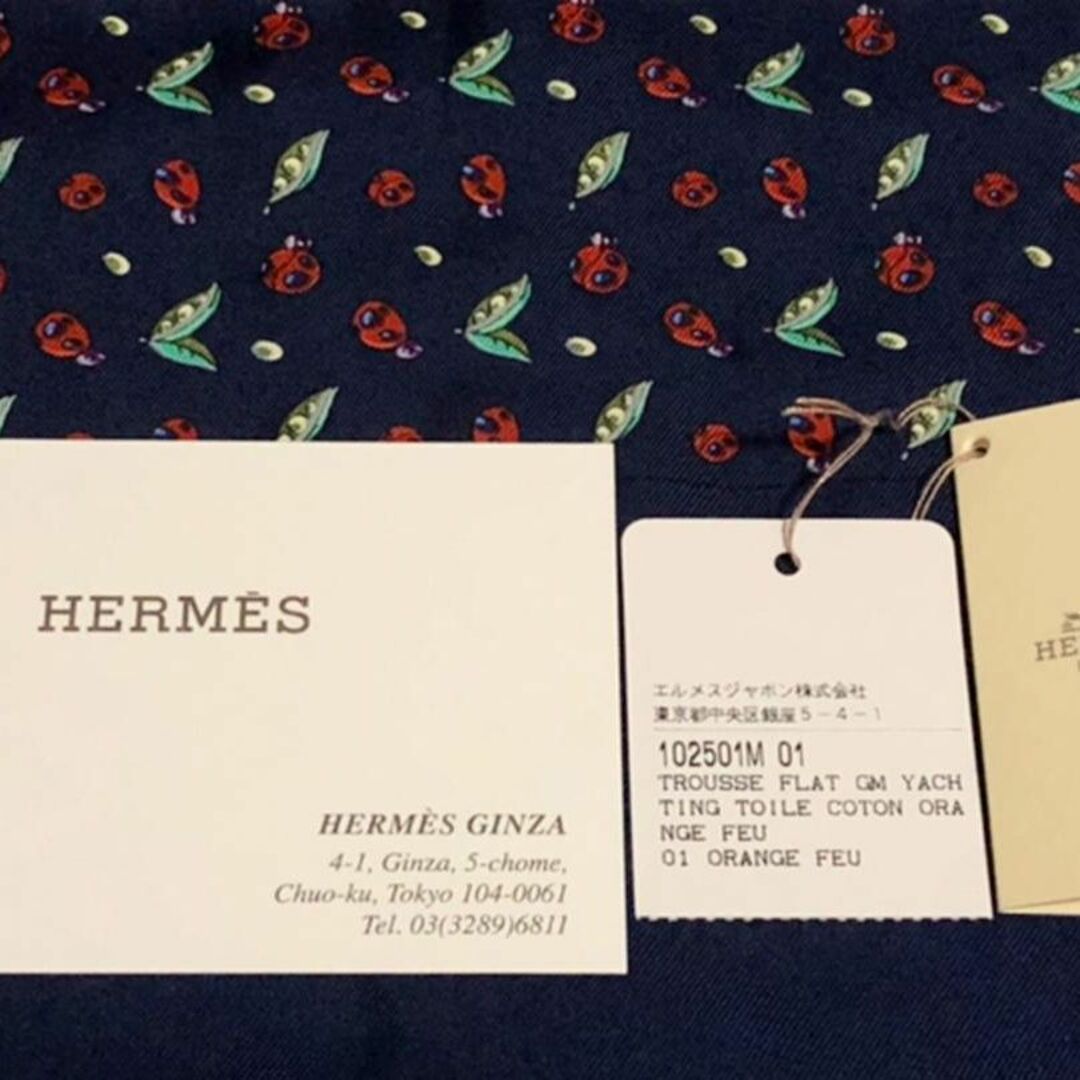 HERMÈS
HERMÈS GINZA
4-1, Ginza, 5-chome,
Chuo-ku, Tokyo 104-0061
Tel. 03(3289)6811
エルメスジャポン株式会社
東京都中央区銀座5-4-1
102501M 01
TROUSSE FLAT GM YACH
TING TOILE COTON ORA
NGE FEU
01 ORANGE FEU
HE